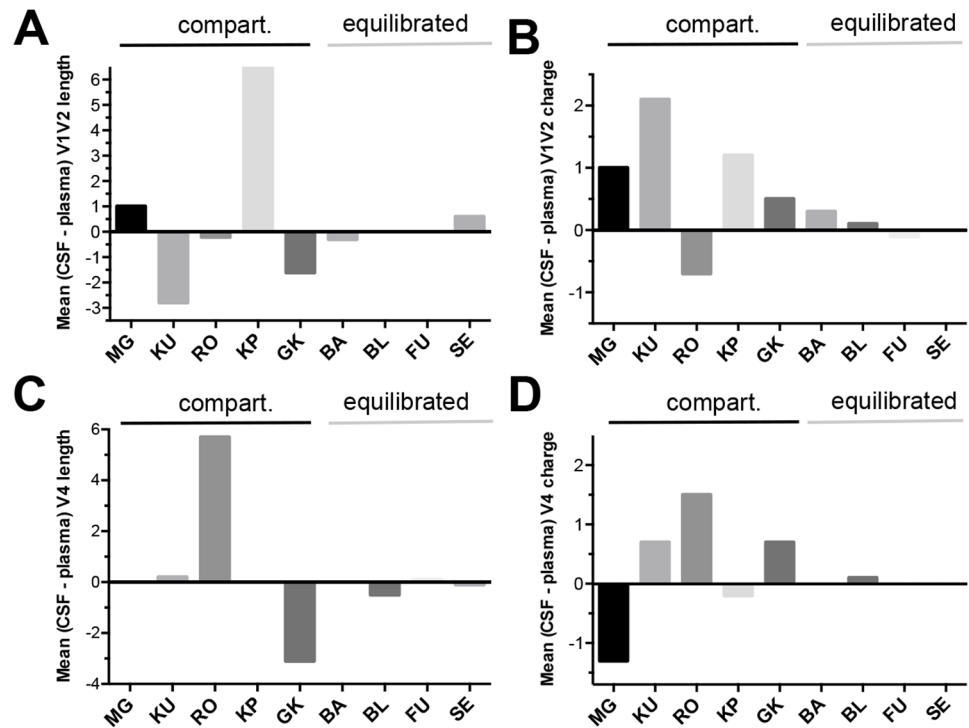 A
compart.
equilibrated
Mean (CSF - plasma) V1V2 length
6
5
4
3
2
1
0
-1
-2
-3
MG
KU
RO
KP
GK
BA
BL
FU
SE
B
compart.
equilibrated
Mean (CSF - plasma) V1V2 charge
2
1
0
-1
MG
KU
RO
KP
GK
BA
BL
FU
SE
C
compart.
equilibrated
Mean (CSF - plasma) V4 length
6
4
2
0
-2
-4
MG
KU
RO
KP
GK
BA
BL
FU
SE
D
compart.
equilibrated
Mean (CSF - plasma) V4 charge
2
1
0
-1
MG
KU
RO
KP
GK
BA
BL
FU
SE